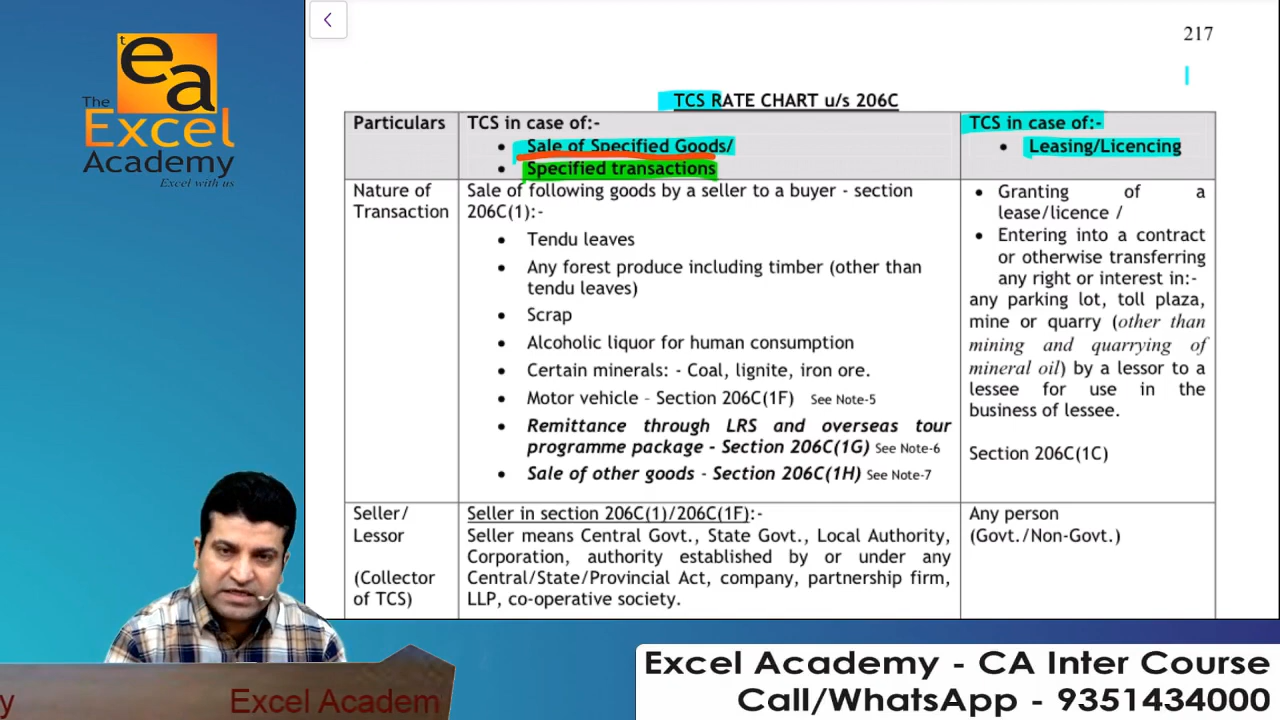 t
ea
The
Excel
Academy
Excel with us
217
TCS RATE CHART u/s 206C
Particulars
TCS in case of:-
• Sale of Specified Goods/
• Specified transactions
TCS in case of:-
• Leasing/Licencing
Nature of
Transaction
Sale of following goods by a seller to a buyer - section
206C(1):-
• Tendu leaves
• Any forest produce including timber (other than
tendu leaves)
• Scrap
• Alcoholic liquor for human consumption
• Certain minerals: - Coal, lignite, iron ore.
• Motor vehicle – Section 206C(1F) See Note-5
• Remittance through LRS and overseas tour
programme package - Section 206C(1G) See Note-6
• Sale of other goods - Section 206C(1H) See Note-7
• Granting of a
lease/licence /
• Entering into a contract
or otherwise transferring
any right or interest in:-
any parking lot, toll plaza,
mine or quarry (other than
mining and quarrying of
mineral oil) by a lessor to a
lessee for use in the
business of lessee.
Section 206C(1C)
Seller/
Lessor
(Collector
of TCS)
Seller in section 206C(1)/206C(1F):-
Seller means Central Govt., State Govt., Local Authority,
Corporation, authority established by or under any
Central/State/Provincial Act, company, partnership firm,
LLP, co-operative society.
Any person
(Govt./Non-Govt.)
y
Excel Academ
Excel Academy - CA Inter Course
Call/WhatsApp - 9351434000